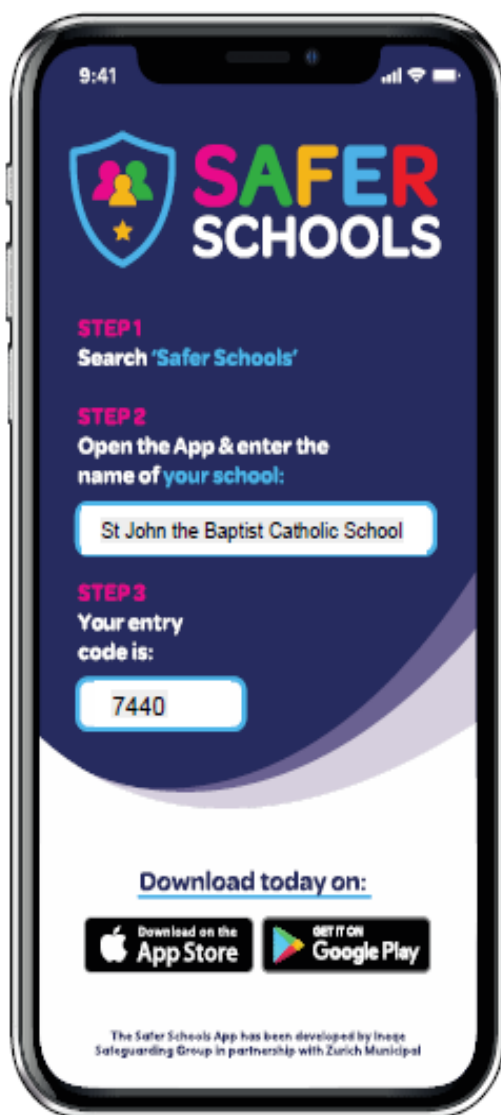 9:41
SAFER
SCHOOLS
STEP 1
Search 'Safer Schools'
STEP 2
Open the App & enter the
name of your school:
St John the Baptist Catholic School
STEP 3
Your entry
code is:
7440
Download today on:
Download on the
App Store
GET IT ON
Google Play
The Safer Schools App has been developed by Ineqe
Safeguarding Group in partnership with Zurich Municipal